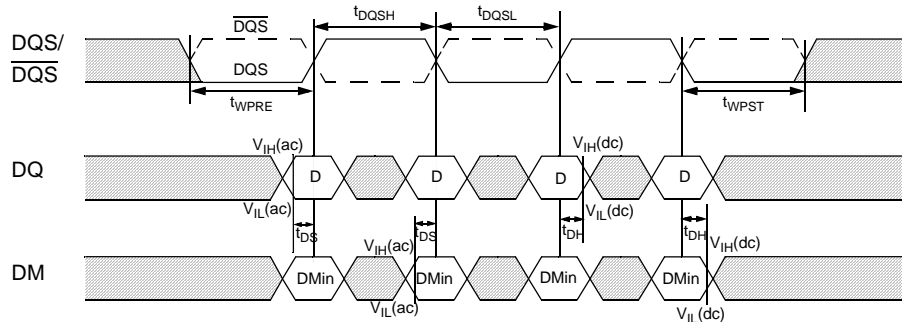 DQS/
DQS
DQS
DQS
tDQSH
tDQSL
tWPRE
tWPST
DQ
VIH(ac)
VIL(ac)
D
D
D
D
VIH(dc)
VIL(dc)
tDS
tDS
tDH
tDH
DM
VIH(ac)
VIL(ac)
DMin
DMin
DMin
DMin
VIH(dc)
VIL(dc)